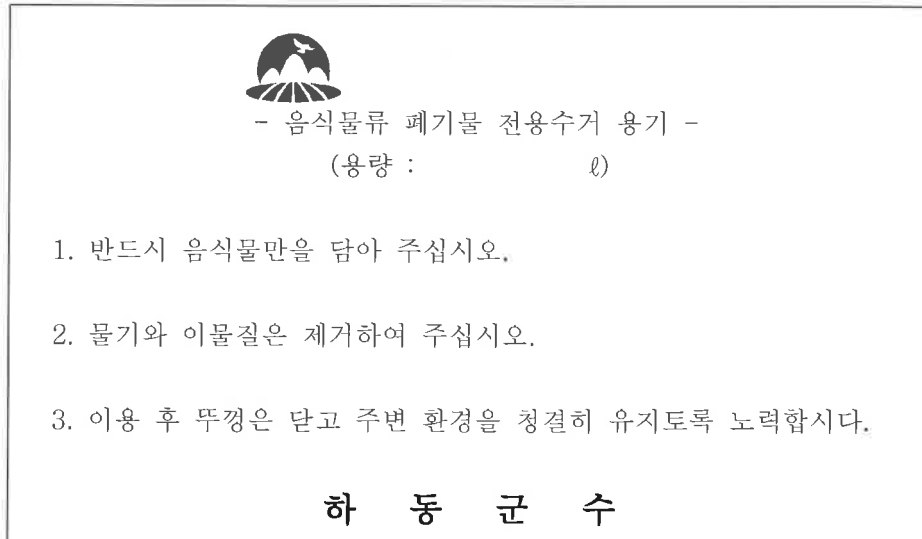 - 음식물류 폐기물 전용수거 용기 -
(용량 : ℓ)
1. 반드시 음식물만을 담아 주십시오.
2. 물기와 이물질은 제거하여 주십시오.
3. 이용 후 뚜껑은 닫고 주변 환경을 청결히 유지토록 노력합시다.
하 동 군 수